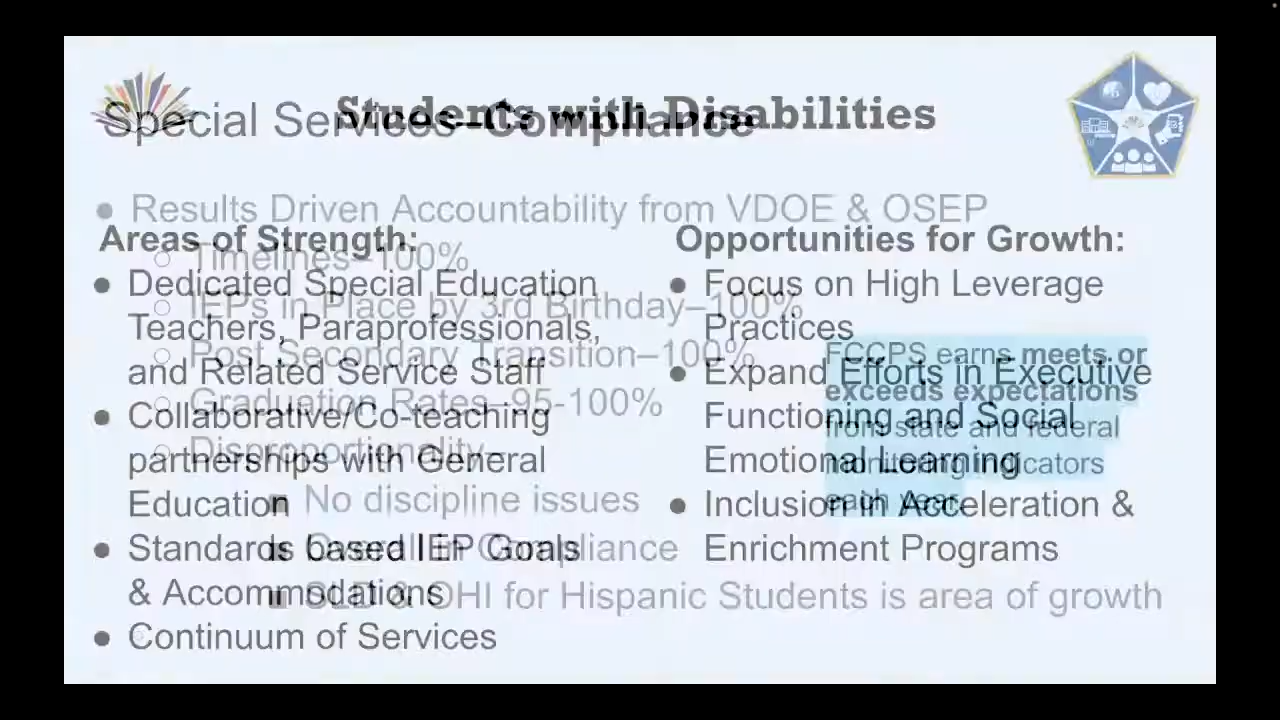 Special Services–Compliance
● Results Driven Accountability from VDOE & OSEP
○ Timelines–100%
○ IEPs in Place by 3rd Birthday–100%
○ Post Secondary Transition–100%
○ Graduation Rates–95-100%
○ Disproportionality–
■ No discipline issues
■ Overall in Compliance
■ SLD & OHI for Hispanic Students is area of growth
FCCPS earns meets or
exceeds expectations
from state and federal
monitoring indicators
each year.
Students with Disabilities
Areas of Strength:
● Dedicated Special Education
Teachers, Paraprofessionals,
and Related Service Staff
● Collaborative/Co-teaching
partnerships with General
Education
● Standards based IEP Goals
& Accommodations
● Continuum of Services
Opportunities for Growth:
● Focus on High Leverage
Practices
● Expand Efforts in Executive
Functioning and Social
Emotional Learning
● Inclusion in Acceleration &
Enrichment Programs